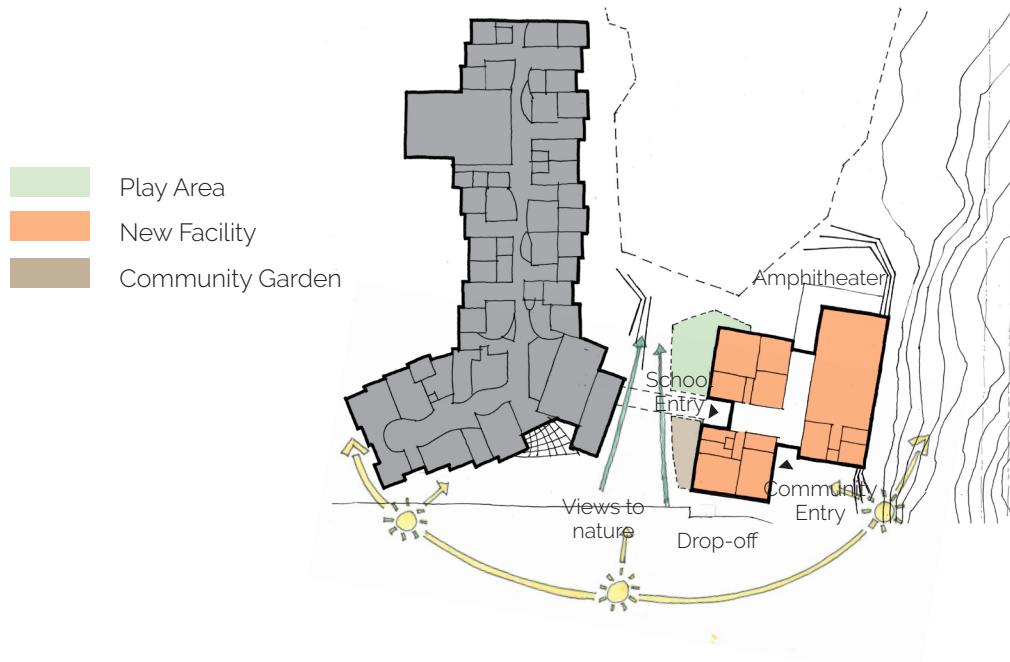 Play Area
New Facility
Community Garden
Amphitheater
School
Entry
Community
Entry
Views to
nature
Drop-off